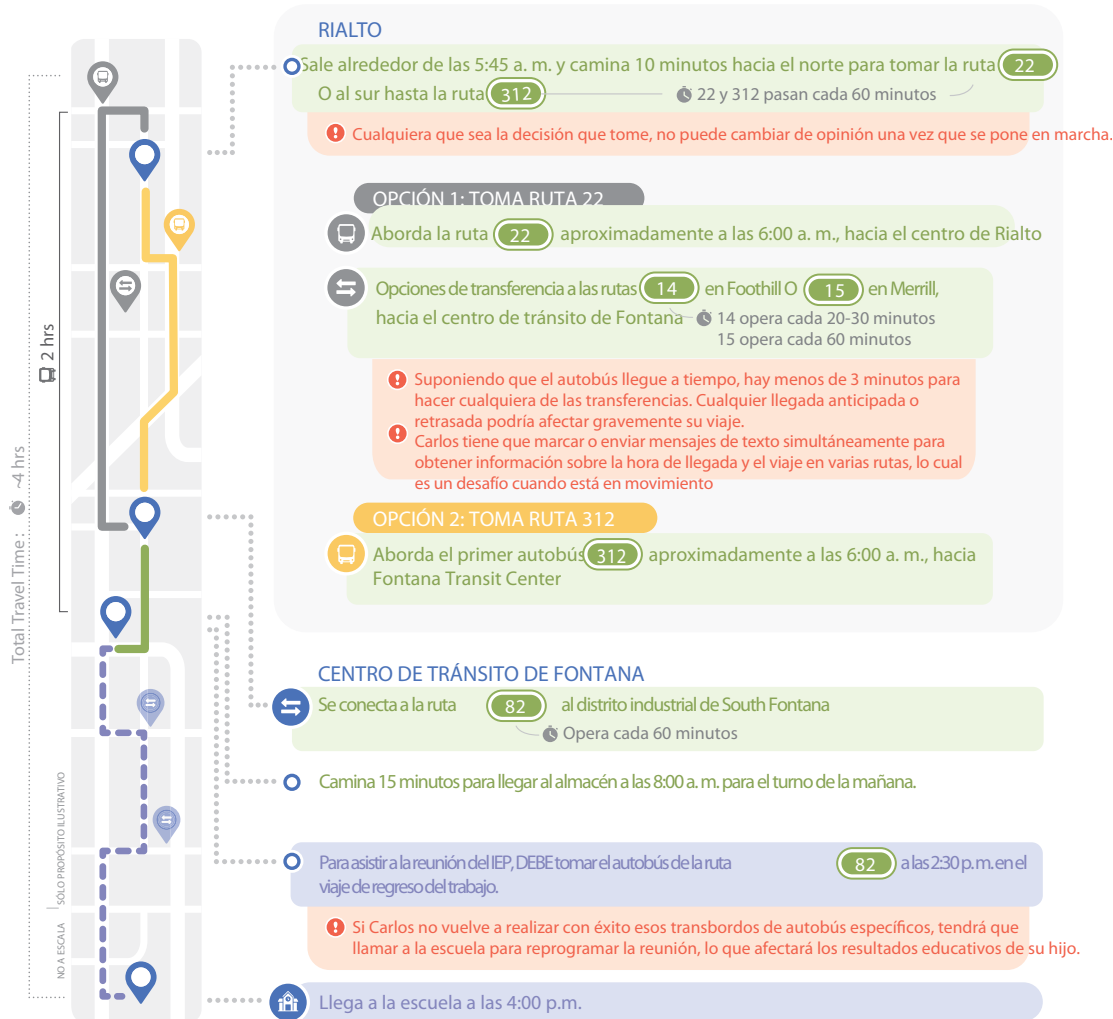 RIALTO
Sale alrededor de las 5:45 a. m. y camina 10 minutos hacia el norte para tomar la ruta 22
O al sur hasta la ruta 312 22 y 312 pasan cada 60 minutos
Cualquiera que sea la decisión que tome, no puede cambiar de opinión una vez que se pone en marcha.
OPCIÓN 1: TOMA RUTA 22
Aborda la ruta 22 aproximadamente a las 6:00 a. m., hacia el centro de Rialto
Opciones de transferencia a las rutas 14 en Foothill O 15 en Merrill,
hacia el centro de tránsito de Fontana 14 opera cada 20-30 minutos
15 opera cada 60 minutos
Suponiendo que el autobús llegue a tiempo, hay menos de 3 minutos para
hacer cualquiera de las transferencias. Cualquier llegada anticipada o
retrasada podría afectar gravemente su viaje.
Carlos tiene que marcar o enviar mensajes de texto simultáneamente para
obtener información sobre la hora de llegada y el viaje en varias rutas, lo cual
es un desafío cuando está en movimiento
OPCIÓN 2: TOMA RUTA 312
Aborda el primer autobús 312 aproximadamente a las 6:00 a. m., hacia
Fontana Transit Center
CENTRO DE TRÁNSITO DE FONTANA
Se conecta a la ruta 82 al distrito industrial de South Fontana
Opera cada 60 minutos
Camina 15 minutos para llegar al almacén a las 8:00 a. m. para el turno de la mañana.
Para asistir a la reunión del IEP, DEBE tomar el autobús de la ruta 82 a las 2:30 p. m. en el
viaje de regreso del trabajo.
Si Carlos no vuelve a realizar con éxito esos transbordos de autobús específicos, tendrá que
llamar a la escuela para reprogramar la reunión, lo que afectará los resultados educativos de su hijo.
Llega a la escuela a las 4:00 p.m.
Total Travel Time: ~4 hrs
2 hrs
NO A ESCALA | SÓLO PROPÓSITO ILUSTRATIVO